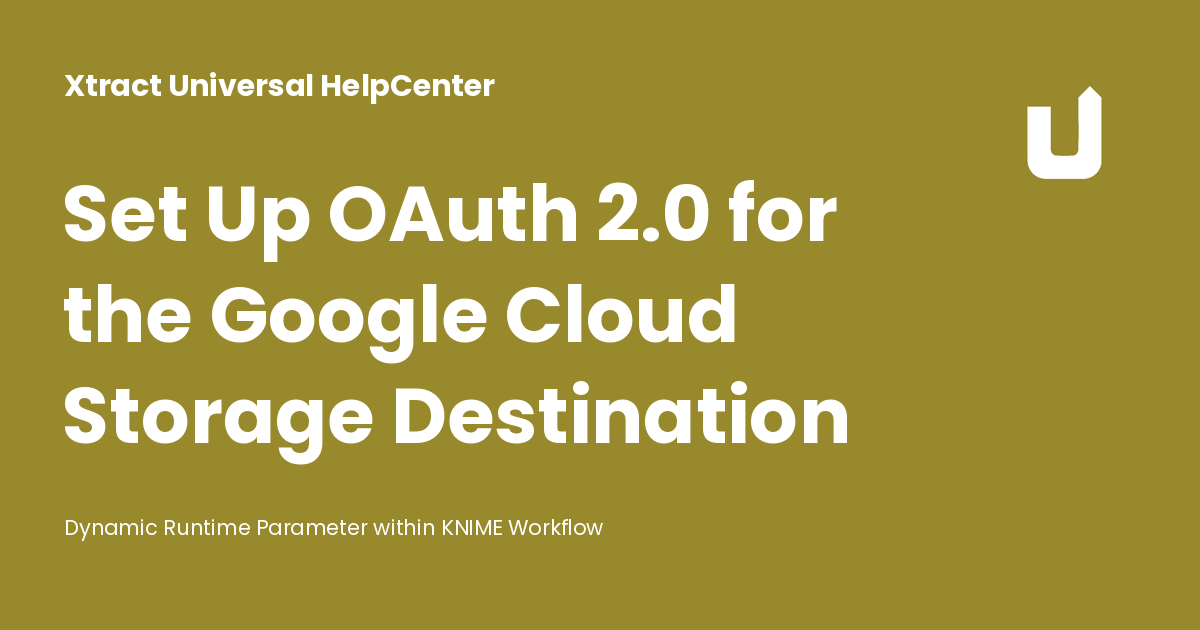 Xtract Universal HelpCenter
Set Up OAuth 2.0 for
the Google Cloud
Storage Destination
Dynamic Runtime Parameter within KNIME Workflow